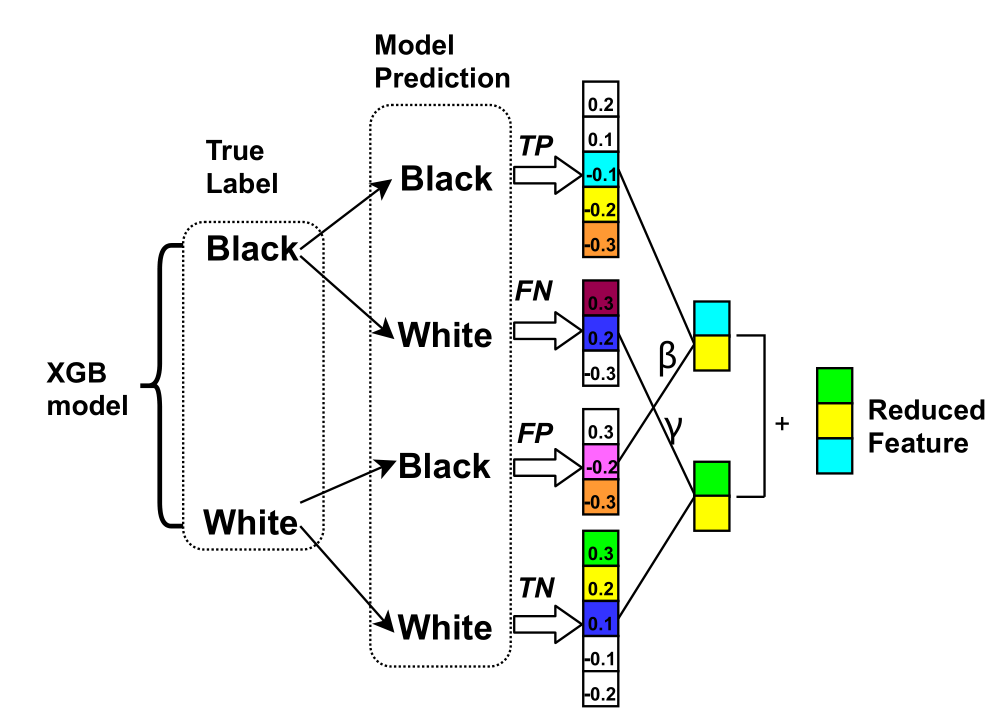 Model
Prediction
True
Label
XGB
model
Black
White
Black
White
Black
White
TP
FN
FP
TN
0.2
0.1
-0.1
-0.2
-0.3
0.3
0.2
-0.3
0.3
-0.2
-0.3
0.3
0.2
0.1
-0.1
-0.2
β
γ
+
Reduced
Feature